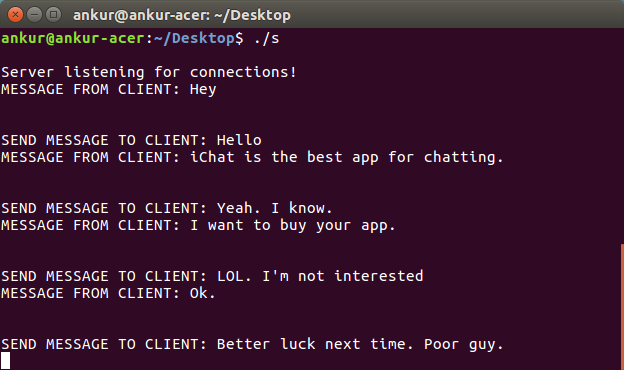 ankur@ankur-acer: ~/Desktop
ankur@ankur-acer:~/Desktop$ ./s
Server listening for connections!
MESSAGE FROM CLIENT: Hey
SEND MESSAGE TO CLIENT: Hello
MESSAGE FROM CLIENT: iChat is the best app for chatting.
SEND MESSAGE TO CLIENT: Yeah. I know.
MESSAGE FROM CLIENT: I want to buy your app.
SEND MESSAGE TO CLIENT: LOL. I'm not interested
MESSAGE FROM CLIENT: Ok.
SEND MESSAGE TO CLIENT: Better luck next time. Poor guy.